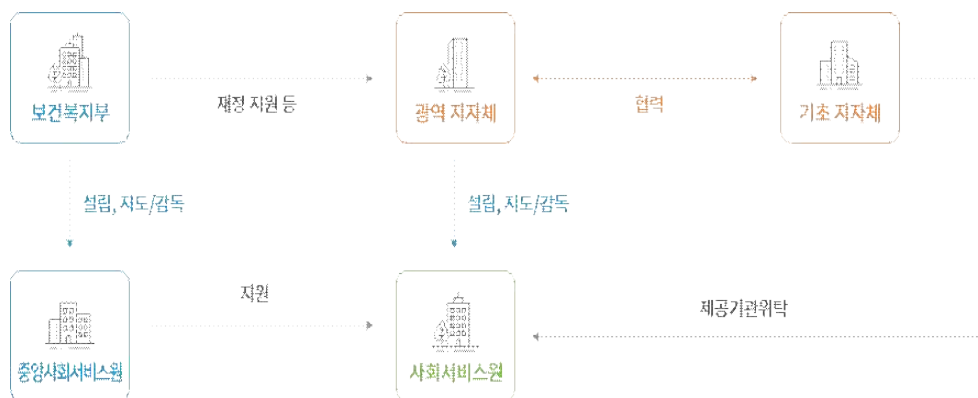 보건복지부
재정 지원 등
광역 지자체
협력
기초 지자체
설립, 지도/감독
설립, 지도/감독
중앙사회서비스원
지원
사회서비스원
제공기관위탁